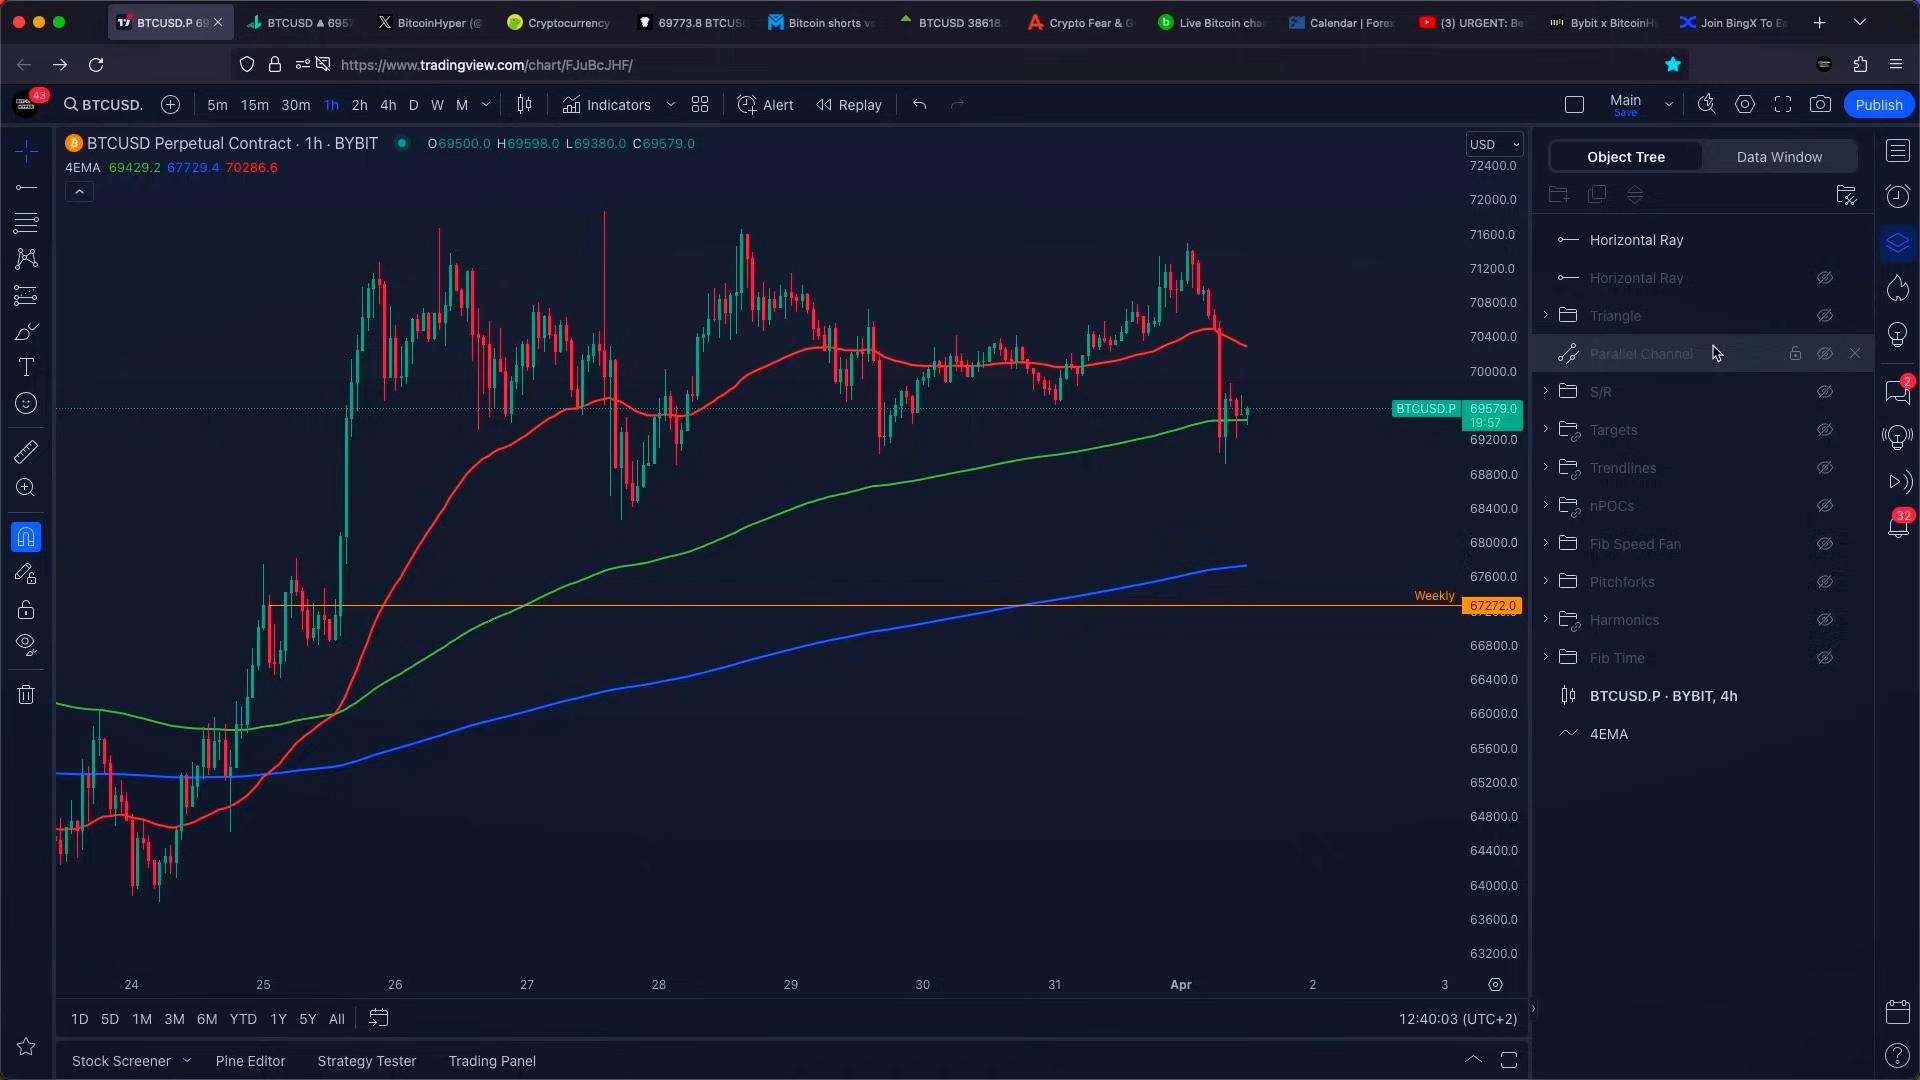 BTCUSD.P 69
BTCUSD ▲ 6957
BitcoinHyper (@
Cryptocurrency
69773.8 BTCUS
Bitcoin shorts vs
BTCUSD 38618.
Crypto Fear & G
Live Bitcoin char
Calendar | Forex
(3) URGENT: Be
Bybit x BitcoinHy
Join BingX To Ea
https://www.tradingview.com/chart/FJuBcJHF/
43
BTCUSD.
5m 15m 30m 1h 2h 4h D W M
Indicators
Alert
Replay
Main
Save
Publish
BTCUSD Perpetual Contract · 1h · BYBIT O69500.0 H69598.0 L69380.0 C69579.0
4EMA 69429.2 67729.4 70286.6
USD
72400.0
72000.0
71600.0
71200.0
70800.0
70400.0
70000.0
BTCUSD.P 69579.0
19:57
69200.0
68800.0
68400.0
68000.0
67600.0
Weekly 67272.0
66800.0
66400.0
66000.0
65600.0
65200.0
64800.0
64400.0
64000.0
63600.0
63200.0
24 25 26 27 28 29 30 31 Apr 2 3
1D 5D 1M 3M 6M YTD 1Y 5Y All
12:40:03 (UTC+2)
Stock Screener Pine Editor Strategy Tester Trading Panel
Object Tree
Data Window
Horizontal Ray
Horizontal Ray
Triangle
Parallel Channel
S/R
Targets
Trendlines
nPOCs
Fib Speed Fan
Pitchforks
Harmonics
Fib Time
BTCUSD.P · BYBIT, 4h
4EMA
2
32